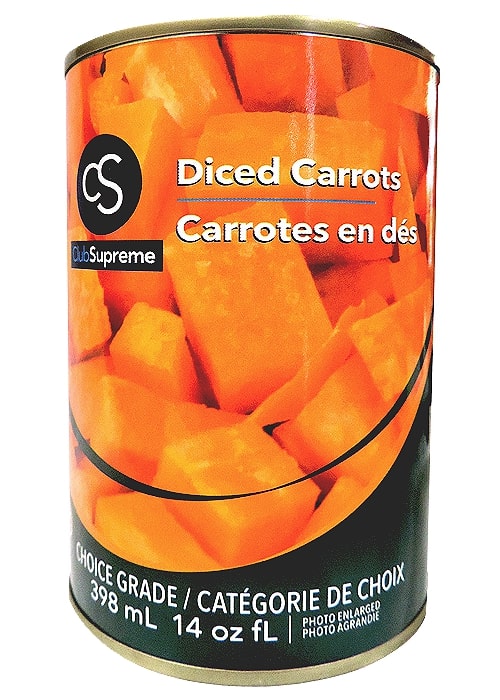 CS
ClubSupreme
Diced Carrots
Carrotes en dés
CHOICE GRADE / CATÉGORIE DE CHOIX
398 mL 14 oz fL
PHOTO ENLARGED
PHOTO AGRANDIE